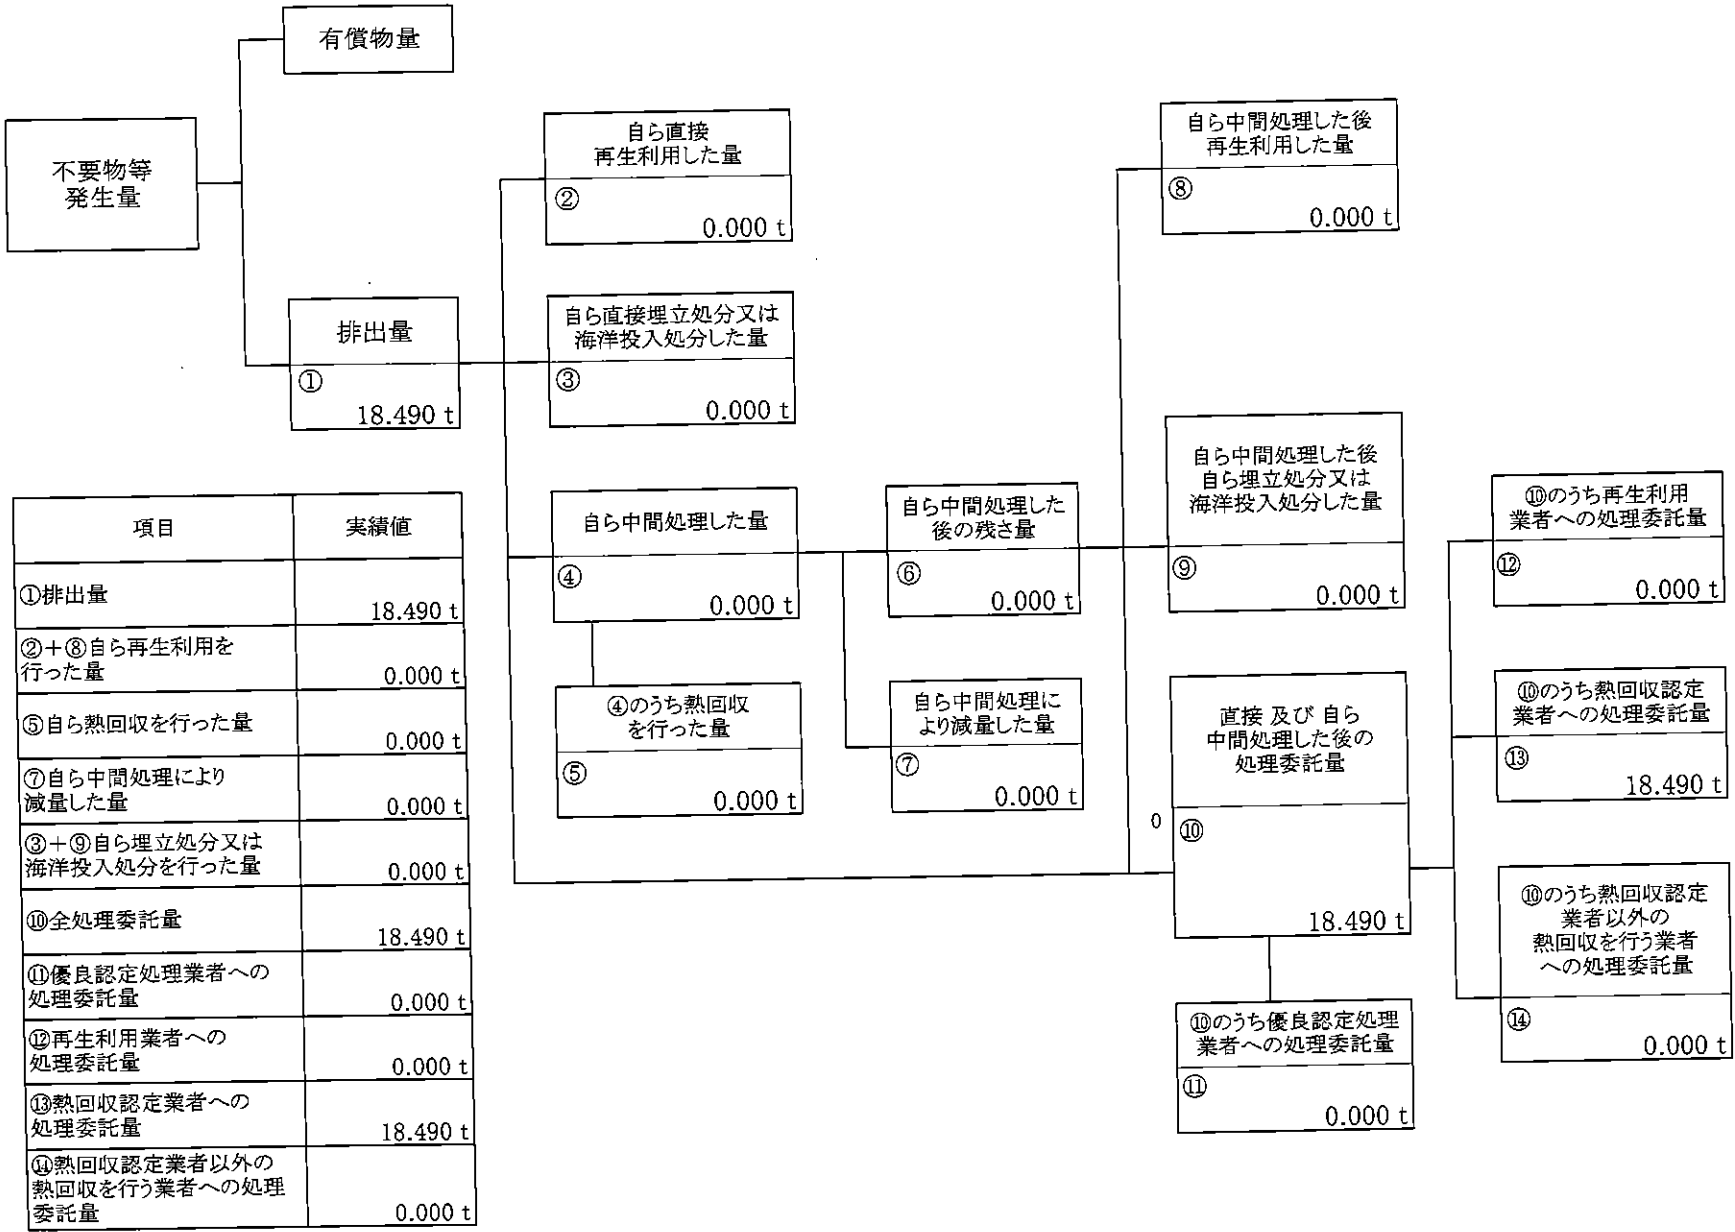 有償物量
不要物等
発生量
排出量
①
18.490 t
自ら直接
再生利用した量
②
0.000 t
自ら直接埋立処分又は
海洋投入処分した量
③
0.000 t
自ら中間処理した量
④
0.000 t
④のうち熱回収
を行った量
⑤
0.000 t
自ら中間処理した
後の残さ量
⑥
0.000 t
自ら中間処理に
より減量した量
⑦
0.000 t
自ら中間処理した後
再生利用した量
⑧
0.000 t
自ら中間処理した後
自ら埋立処分又は
海洋投入処分した量
⑨
0.000 t
直接 及び 自ら
中間処理した後の
処理委託量
0
⑩
18.490 t
⑩のうち優良認定処理
業者への処理委託量
⑪
0.000 t
⑩のうち再生利用
業者への処理委託量
⑫
0.000 t
⑩のうち熱回収認定
業者への処理委託量
⑬
18.490 t
⑩のうち熱回収認定
業者以外の
熱回収を行う業者
への処理委託量
⑭
0.000 t
項目 実績値
①排出量
18.490 t
②+⑧自ら再生利用を
行った量
0.000 t
⑤自ら熱回収を行った量
0.000 t
⑦自ら中間処理により
減量した量
0.000 t
③+⑨自ら埋立処分又は
海洋投入処分を行った量
0.000 t
⑩全処理委託量
18.490 t
⑪優良認定処理業者への
処理委託量
0.000 t
⑫再生利用業者への
処理委託量
0.000 t
⑬熱回収認定業者への
処理委託量
18.490 t
⑭熱回収認定業者以外の
熱回収を行う業者への処理
委託量
0.000 t